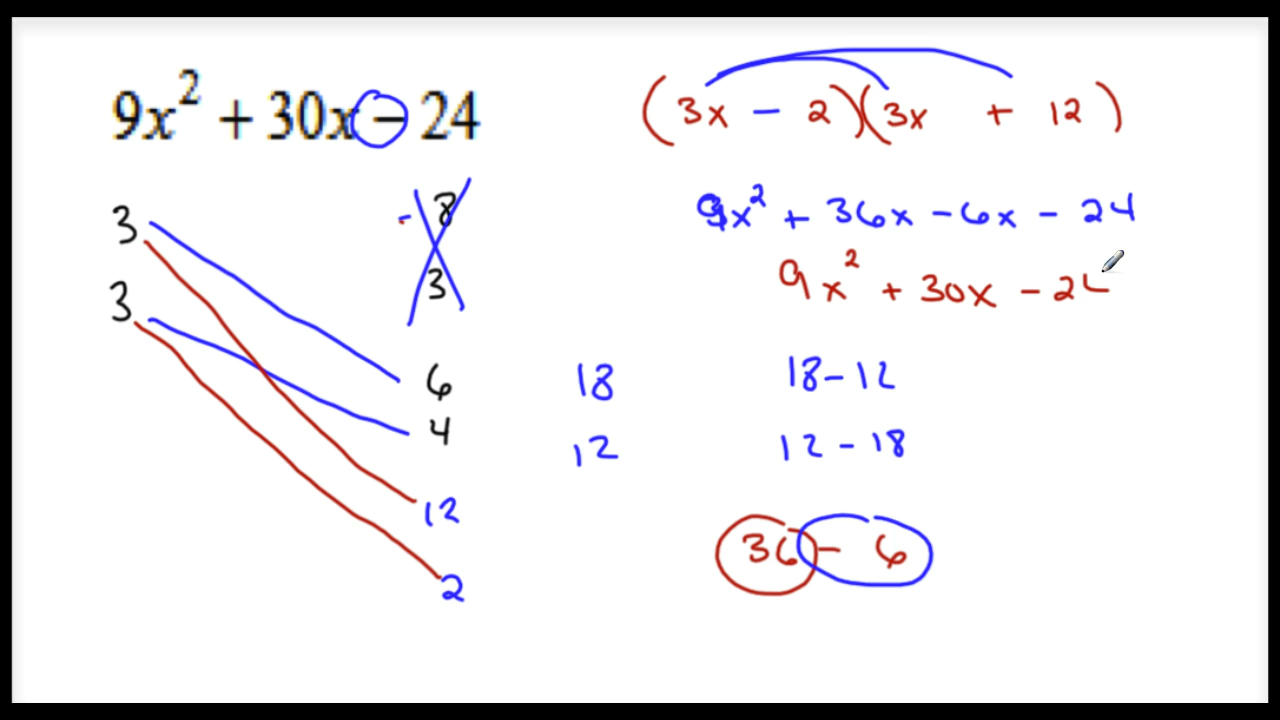 9x² + 30x − 24
(3x − 2)(3x + 12)
9x² + 36x − 6x − 24
9x² + 30x − 2
3
3
- 8
3
6
4
12
2
18
12
18 − 12
12 − 18
36 − 6